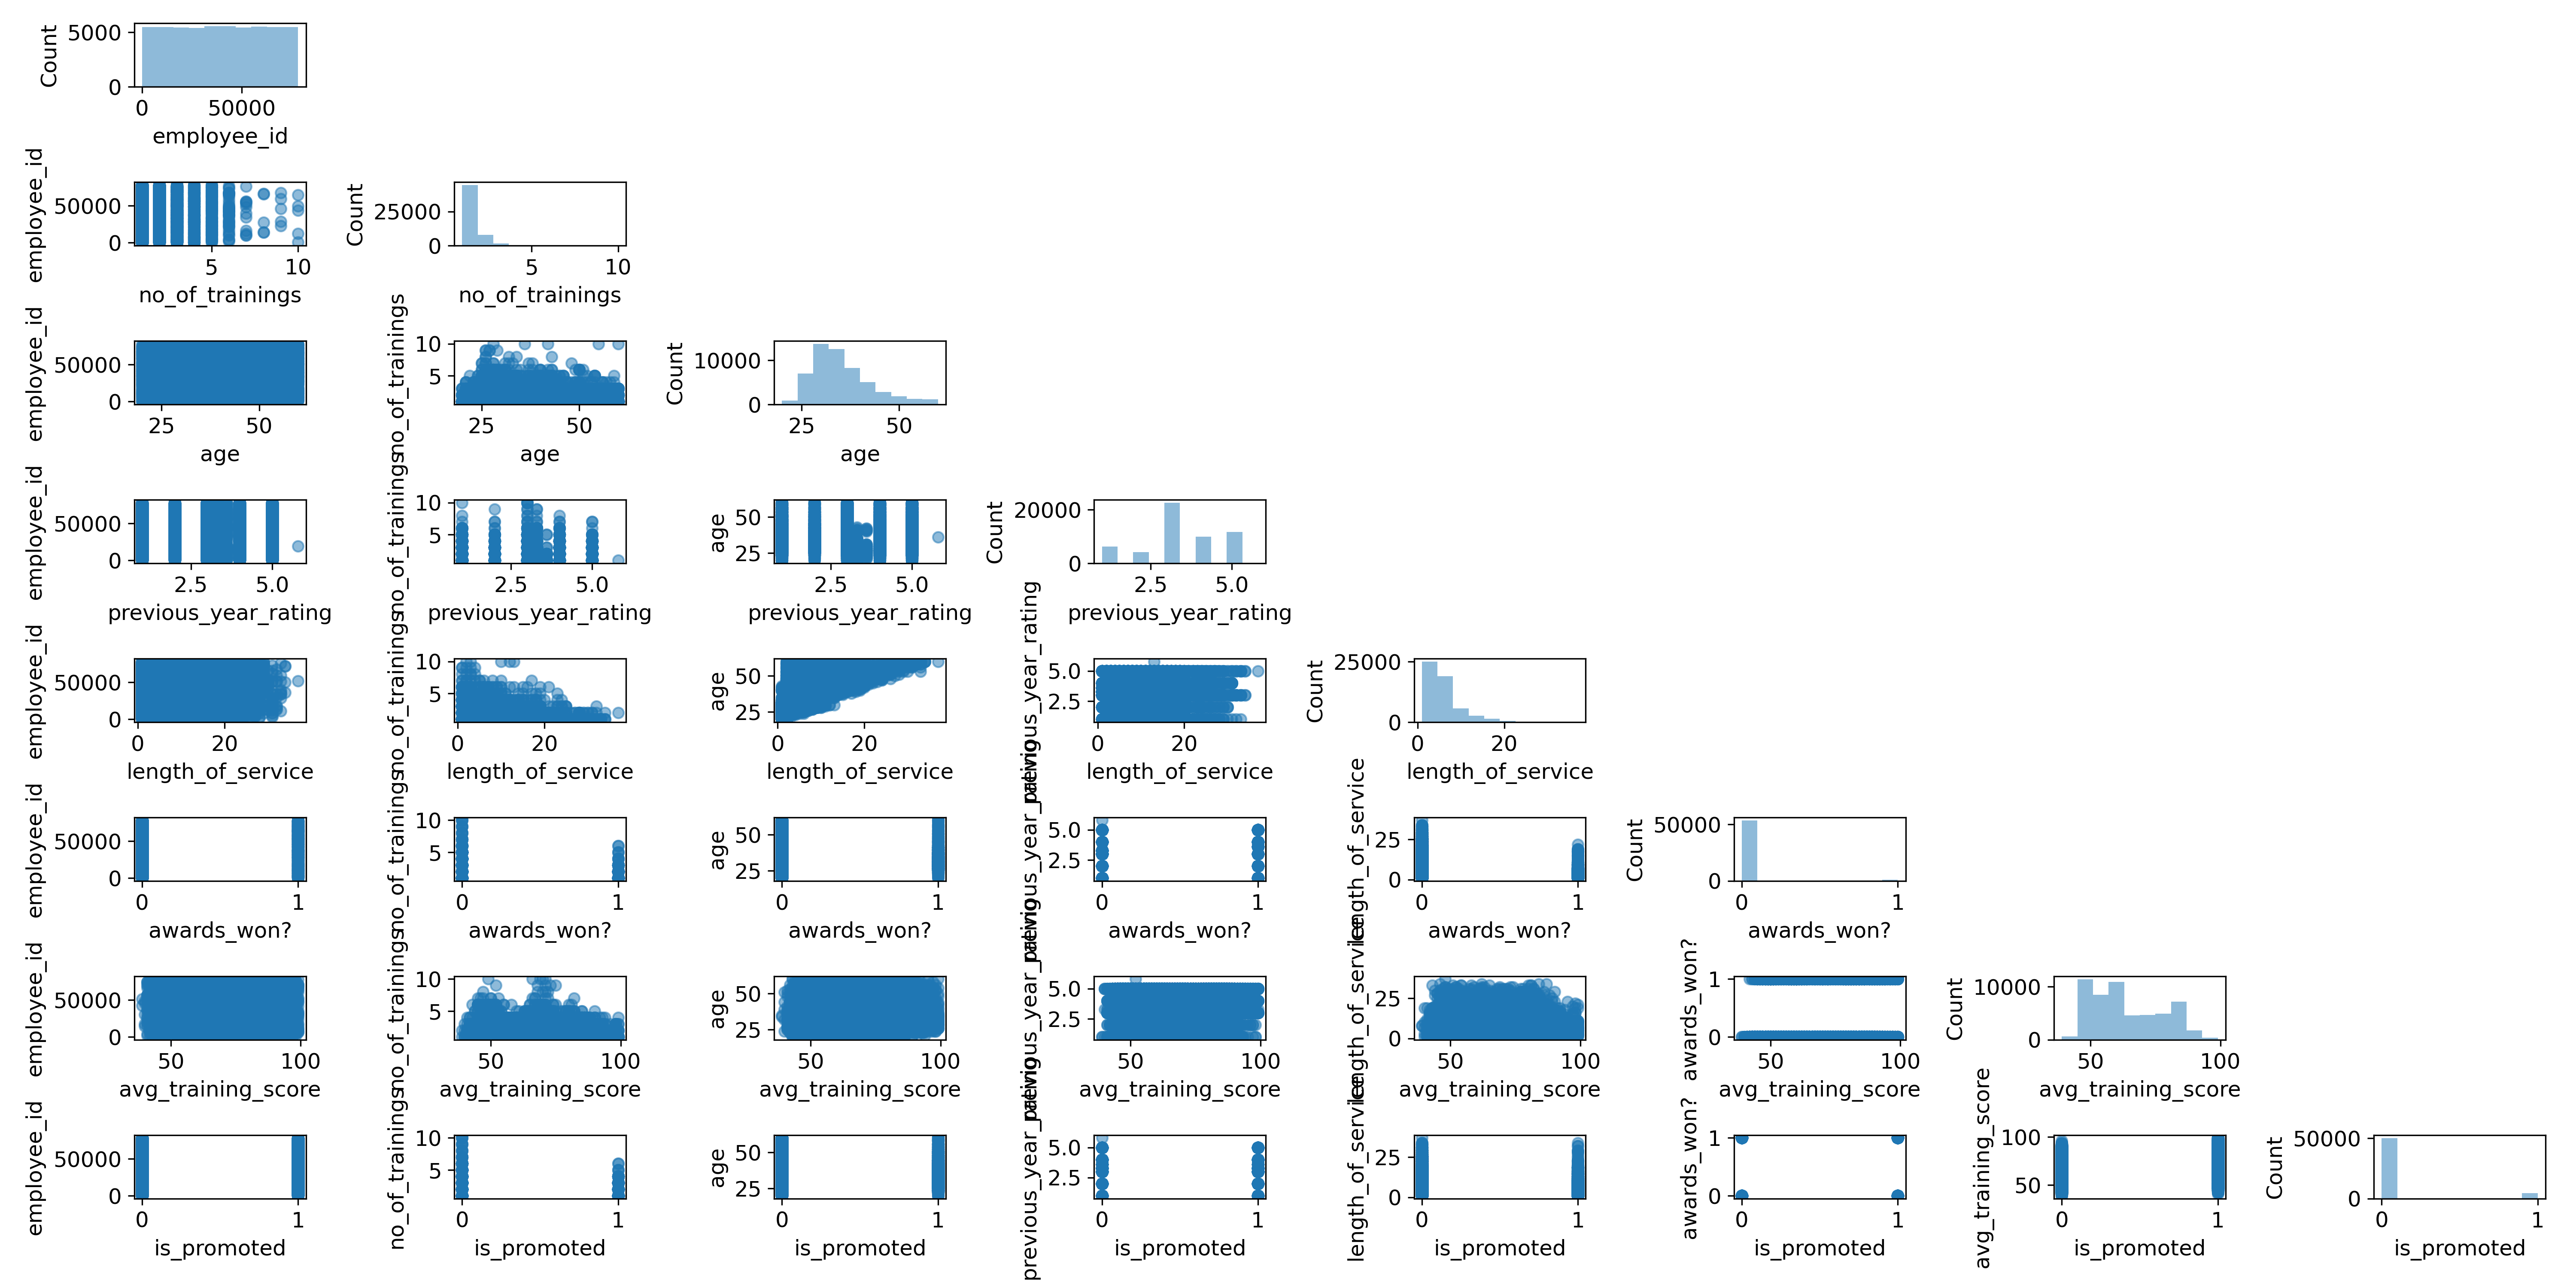 Count 5000 0
0 50000
employee_id
employee_id 50000 0 Count 25000 0
5 10 5 10
no_of_trainings no_of_trainings
employee_id 50000 0 no_of_trainings 10 5 Count 10000 0
25 50 25 50 25 50
age age age
employee_id 50000 0 no_of_trainings 10 5 age 50 25 Count 20000 0
2.5 5.0 2.5 5.0 2.5 5.0 2.5 5.0
previous_year_rating previous_year_rating previous_year_rating previous_year_rating
employee_id 50000 0 no_of_trainings 10 5 age 50 25 previous_year_rating 5.0 2.5 Count 25000 0
0 20 0 20 0 20 0 20 0 20
length_of_service length_of_service length_of_service length_of_service length_of_service
employee_id 50000 0 no_of_trainings 10 5 age 50 25 previous_year_rating 5.0 2.5 length_of_service 25 0 Count 50000 0
0 1 0 1 0 1 0 1 0 1 0 1
awards_won? awards_won? awards_won? awards_won? awards_won? awards_won?
employee_id 50000 0 no_of_trainings 10 5 age 50 25 previous_year_rating 5.0 2.5 length_of_service 25 0 awards_won? 1 0 Count 10000 0
50 100 50 100 50 100 50 100 50 100 50 100 50 100
avg_training_score avg_training_score avg_training_score avg_training_score avg_training_score avg_training_score avg_training_score
employee_id 50000 0 no_of_trainings 10 5 age 50 25 previous_year_rating 5.0 2.5 length_of_service 25 0 awards_won? 1 0 avg_training_score 100 50 Count 50000 0
0 1 0 1 0 1 0 1 0 1 0 1 0 1 0 1
is_promoted is_promoted is_promoted is_promoted is_promoted is_promoted is_promoted is_promoted